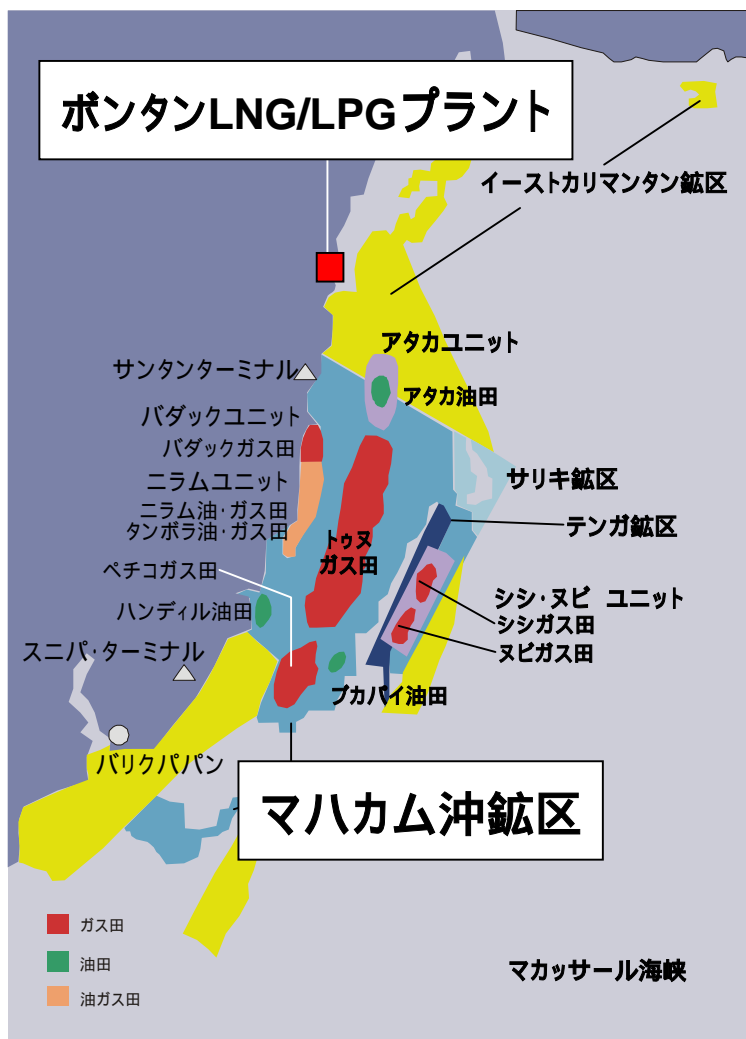 ボンタンLNG/LPGプラント
イーストカリマンタン鉱区
アタカユニット
サンタンターミナル
アタカ油田
バダックユニット
バダックガス田
ニラムユニット
サリキ鉱区
ニラム油・ガス田
タンボラ油・ガス田
テンガ鉱区
トゥヌ
ガス田
ペチコガス田
シシ・ヌビ ユニット
ハンディル油田
シシガス田
スニパ・ターミナル
ヌビガス田
ブカパイ油田
バリクパパン
マハカム沖鉱区
ガス田
油田
油ガス田
マカッサール海峡